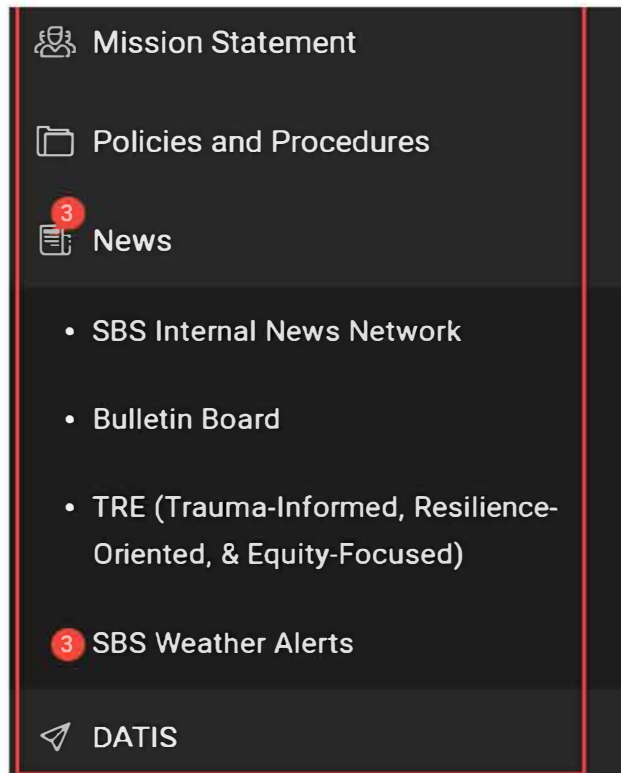 Mission Statement
Policies and Procedures
3
News
• SBS Internal News Network
• Bulletin Board
• TRE (Trauma-Informed, Resilience-
Oriented, & Equity-Focused)
3 SBS Weather Alerts
DATIS